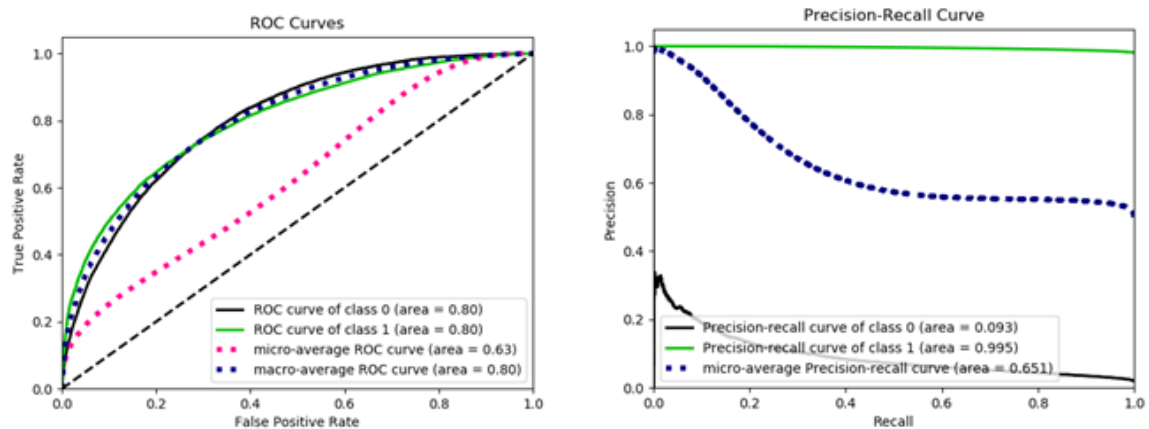 ROC Curves
True Positive Rate
1.0
0.8
0.6
0.4
0.2
0.0
ROC curve of class 0 (area = 0.80)
ROC curve of class 1 (area = 0.80)
micro-average ROC curve (area = 0.63)
macro-average ROC curve (area = 0.80)
0.0 0.2 0.4 0.6 0.8 1.0
False Positive Rate
Precision-Recall Curve
Precision
1.0
0.8
0.6
0.4
0.2
0.0
Precision-recall curve of class 0 (area = 0.093)
Precision-recall curve of class 1 (area = 0.995)
micro-average Precision-recall curve (area = 0.651)
0.0 0.2 0.4 0.6 0.8 1.0
Recall